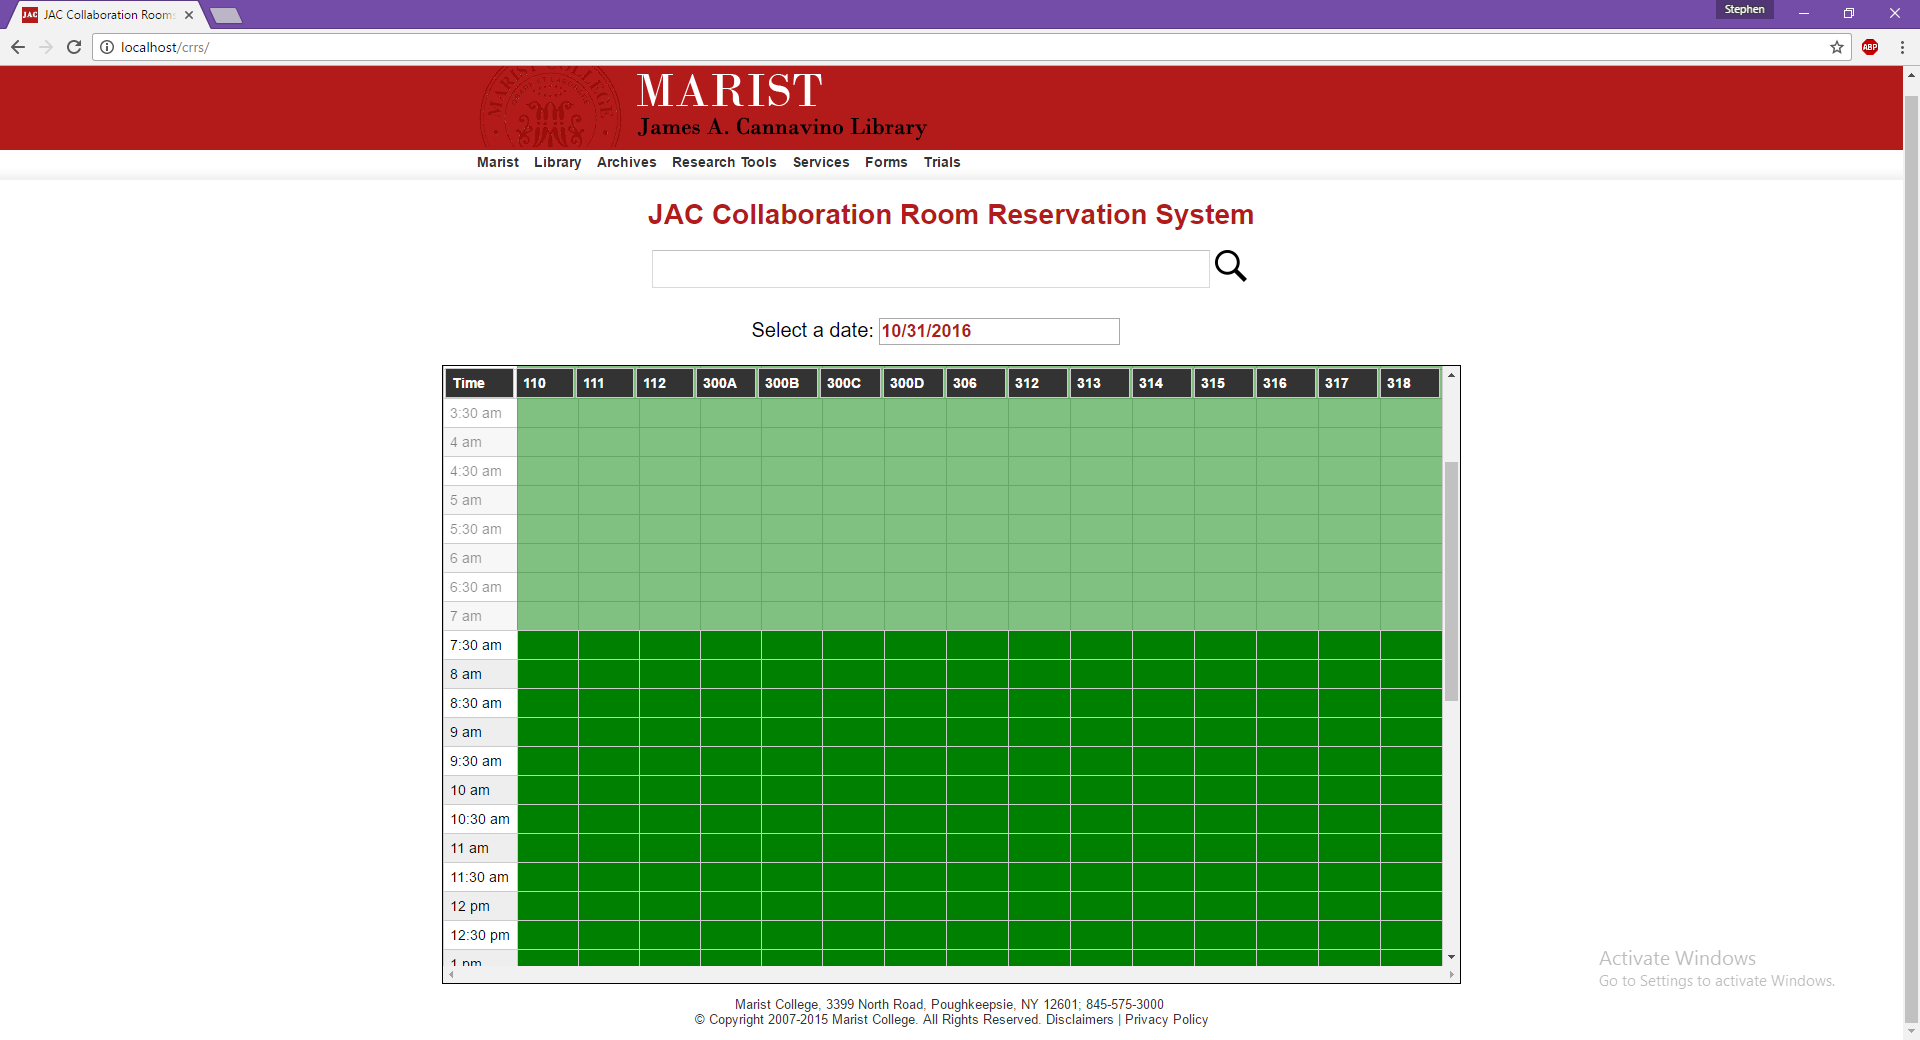 JAC Collaboration Rooms
Stephen
localhost/crrs/
ABP
MARIST
James A. Cannavino Library
Marist Library Archives Research Tools Services Forms Trials
JAC Collaboration Room Reservation System
Select a date: 10/31/2016
Time 110 111 112 300A 300B 300C 300D 306 312 313 314 315 316 317 318
3:30 am
4 am
4:30 am
5 am
5:30 am
6 am
6:30 am
7 am
7:30 am
8 am
8:30 am
9 am
9:30 am
10 am
10:30 am
11 am
11:30 am
12 pm
12:30 pm
1 pm
Activate Windows
Go to Settings to activate Windows.
Marist College, 3399 North Road, Poughkeepsie, NY 12601; 845-575-3000
© Copyright 2007-2015 Marist College. All Rights Reserved. Disclaimers | Privacy Policy